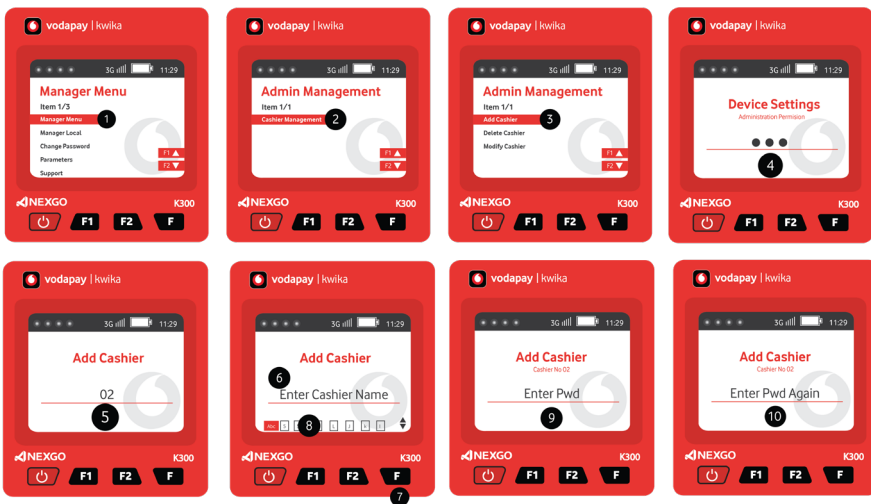 vodapay | kwika
3G 11:29
Manager Menu
Item 1/3
Manager Menu 1
Manager Local
Change Password
Parameters
Support
F1
F2
NEXGO K300
F1 F2 F
vodapay | kwika
3G 11:29
Admin Management
Item 1/1
Cashier Management 2
F1
F2
NEXGO K300
F1 F2 F
vodapay | kwika
3G 11:29
Admin Management
Item 1/1
Add Cashier 3
Delete Cashier
Modify Cashier
F1
F2
NEXGO K300
F1 F2 F
vodapay | kwika
3G 11:29
Device Settings
Administration Permision
4
NEXGO K300
F1 F2 F
vodapay | kwika
3G 11:29
Add Cashier
02
5
NEXGO K300
F1 F2 F
vodapay | kwika
3G 11:29
Add Cashier
6
Enter Cashier Name
Abc 8
NEXGO K300
F1 F2 F
7
vodapay | kwika
3G 11:29
Add Cashier
Cashier No 02
Enter Pwd
9
NEXGO K300
F1 F2 F
vodapay | kwika
3G 11:29
Add Cashier
Cashier No 02
Enter Pwd Again
10
NEXGO K300
F1 F2 F